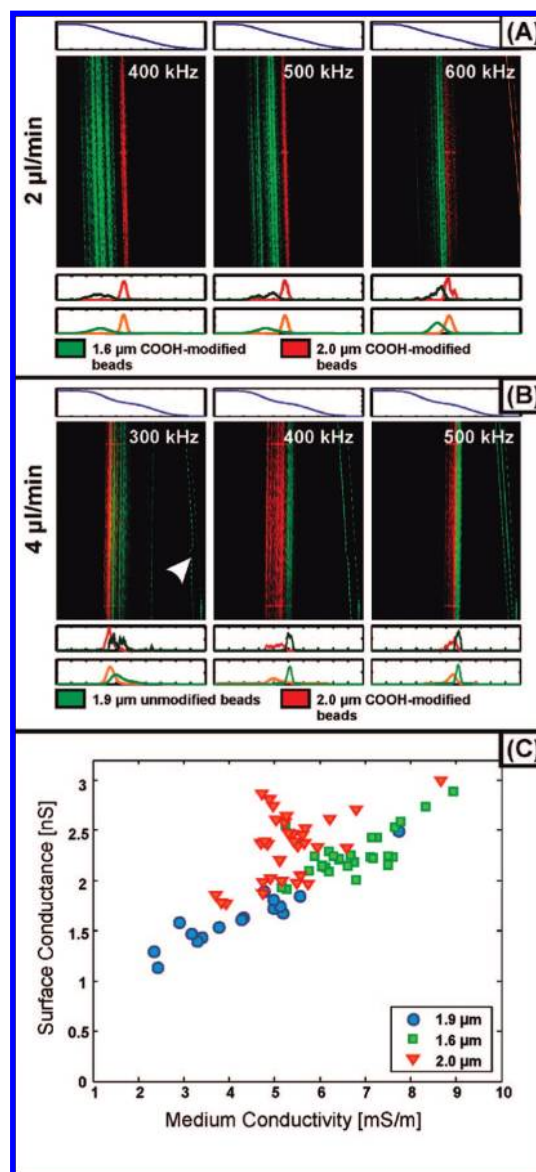 (A)
400 kHz
500 kHz
600 kHz
2 µl/min
1.6 µm COOH-modified beads
2.0 µm COOH-modified beads
(B)
300 kHz
400 kHz
500 kHz
4 µl/min
1.9 µm unmodified beads
2.0 µm COOH-modified beads
(C)
3
2.5
2
1.5
1
0.5
0
Surface Conductance [nS]
1.9 µm
1.6 µm
2.0 µm
1 2 3 4 5 6 7 8 9 10
Medium Conductivity [mS/m]